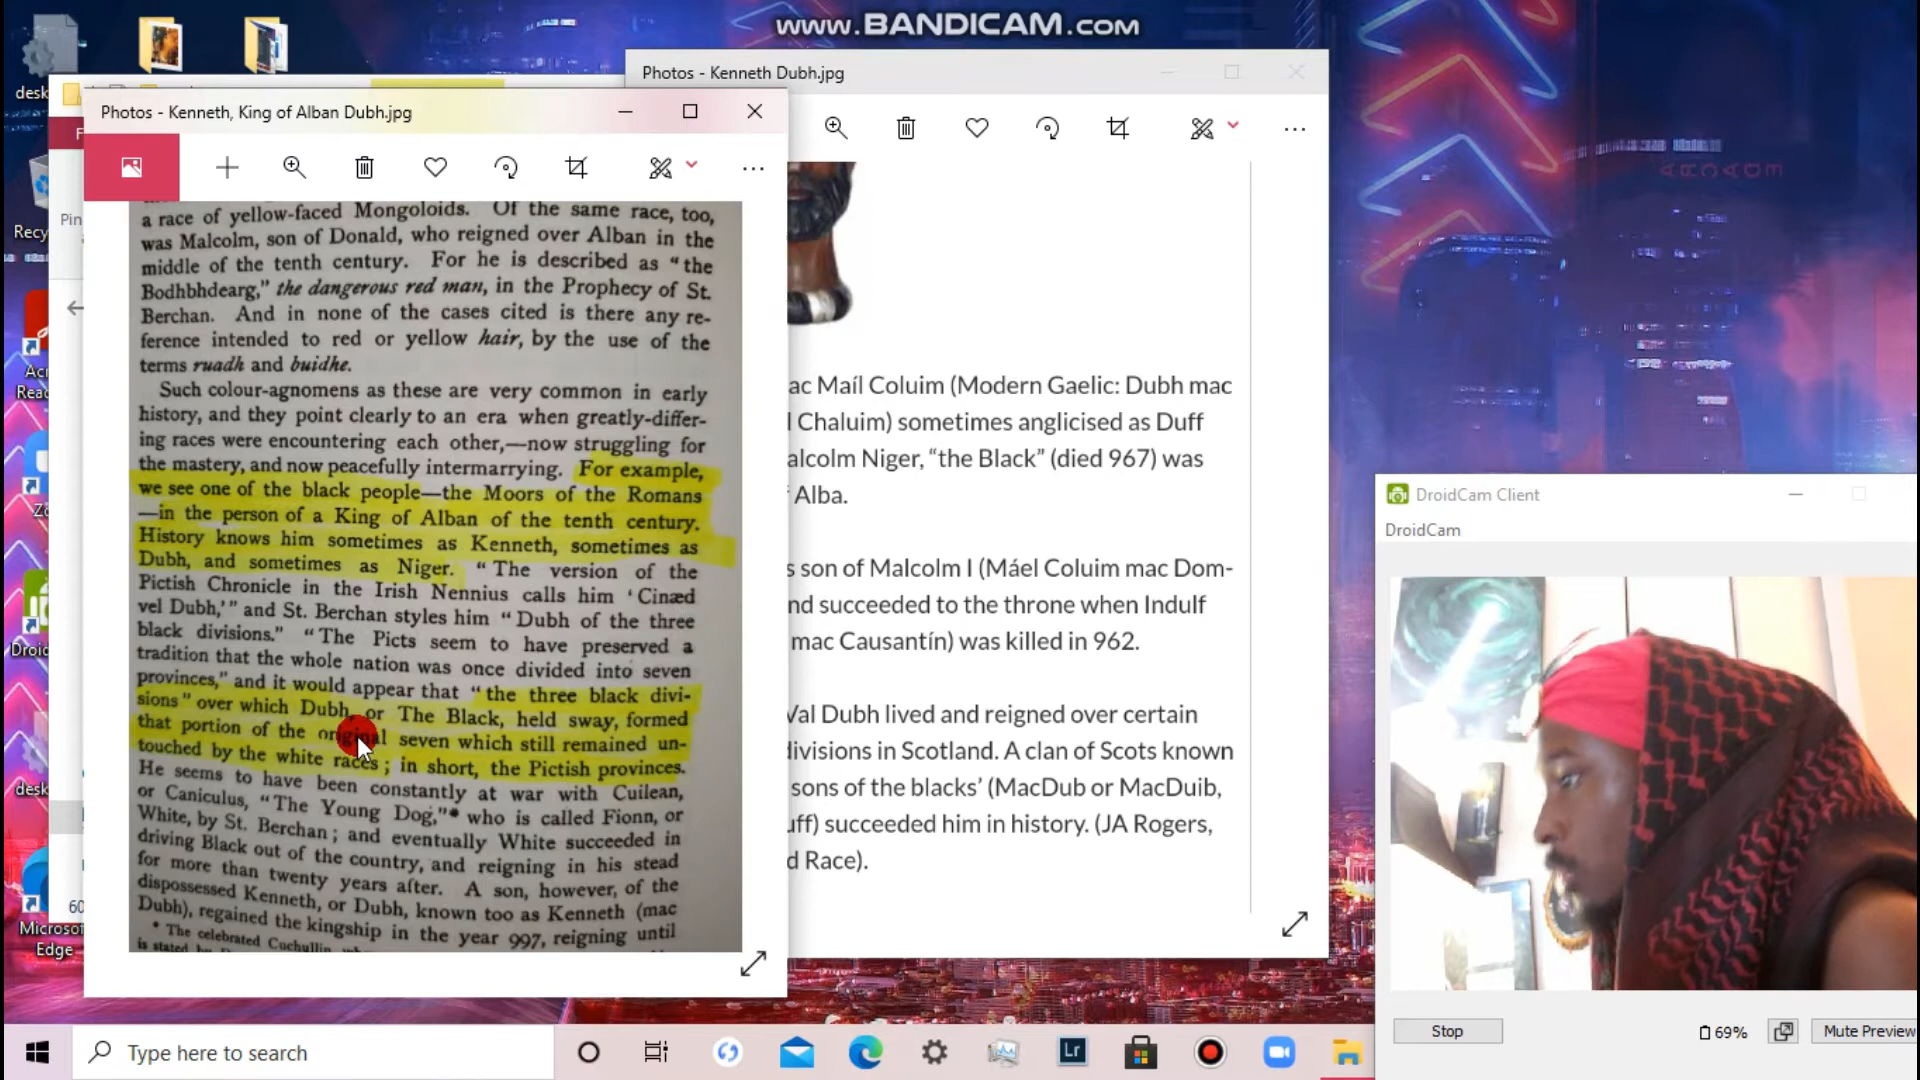 www.BANDICAM.com
desk
Photos - Kenneth Dubh.jpg
Photos - Kenneth, King of Alban Dubh.jpg
a race of yellow-faced Mongoloids. Of the same race, too,
was Malcolm, son of Donald, who reigned over Alban in the
middle of the tenth century. For he is described as "the
Bodhbhdearg," the dangerous red man, in the Prophecy of St.
Berchan. And in none of the cases cited is there any re-
ference intended to red or yellow hair, by the use of the
terms ruadh and buidhe.
Such colour-agnomens as these are very common in early
history, and they point clearly to an era when greatly-differ-
ing races were encountering each other,—now struggling for
the mastery, and now peacefully intermarrying. For example,
we see one of the black people—the Moors of the Romans
—in the person of a King of Alban of the tenth century.
History knows him sometimes as Kenneth, sometimes as
Dubh, and sometimes as Niger. "The version of the
Pictish Chronicle in the Irish Nennius calls him 'Cinæd
vel Dubh,'" and St. Berchan styles him "Dubh of the three
black divisions." "The Picts seem to have preserved a
tradition that the whole nation was once divided into seven
provinces," and it would appear that "the three black divi-
sions" over which Dubh, or The Black, held sway, formed
that portion of the original seven which still remained un-
touched by the white races; in short, the Pictish provinces.
He seems to have been constantly at war with Cuilean,
or Caniculus, "The Young Dog,"* who is called Fionn, or
White, by St. Berchan; and eventually White succeeded in
driving Black out of the country, and reigning in his stead
for more than twenty years after. A son, however, of the
dispossessed Kenneth, or Dubh, known too as Kenneth (mac
Dubh), regained the kingship in the year 997, reigning until
* The celebrated Cuchullin,
is stated
ac Maíl Coluim (Modern Gaelic: Dubh mac
l Chaluim) sometimes anglicised as Duff
alcolm Niger, “the Black” (died 967) was
f Alba.
s son of Malcolm I (Máel Coluim mac Dom-
nd succeeded to the throne when Indulf
mac Causantín) was killed in 962.
Val Dubh lived and reigned over certain
divisions in Scotland. A clan of Scots known
sons of the blacks’ (MacDub or MacDuib,
uff) succeeded him in history. (JA Rogers,
d Race).
DroidCam Client
DroidCam
Stop
69%
Mute Preview
Recy
Pin
Acr
Read
Zo
Droid
desk
60
Microsof
Edge
Type here to search
Lr